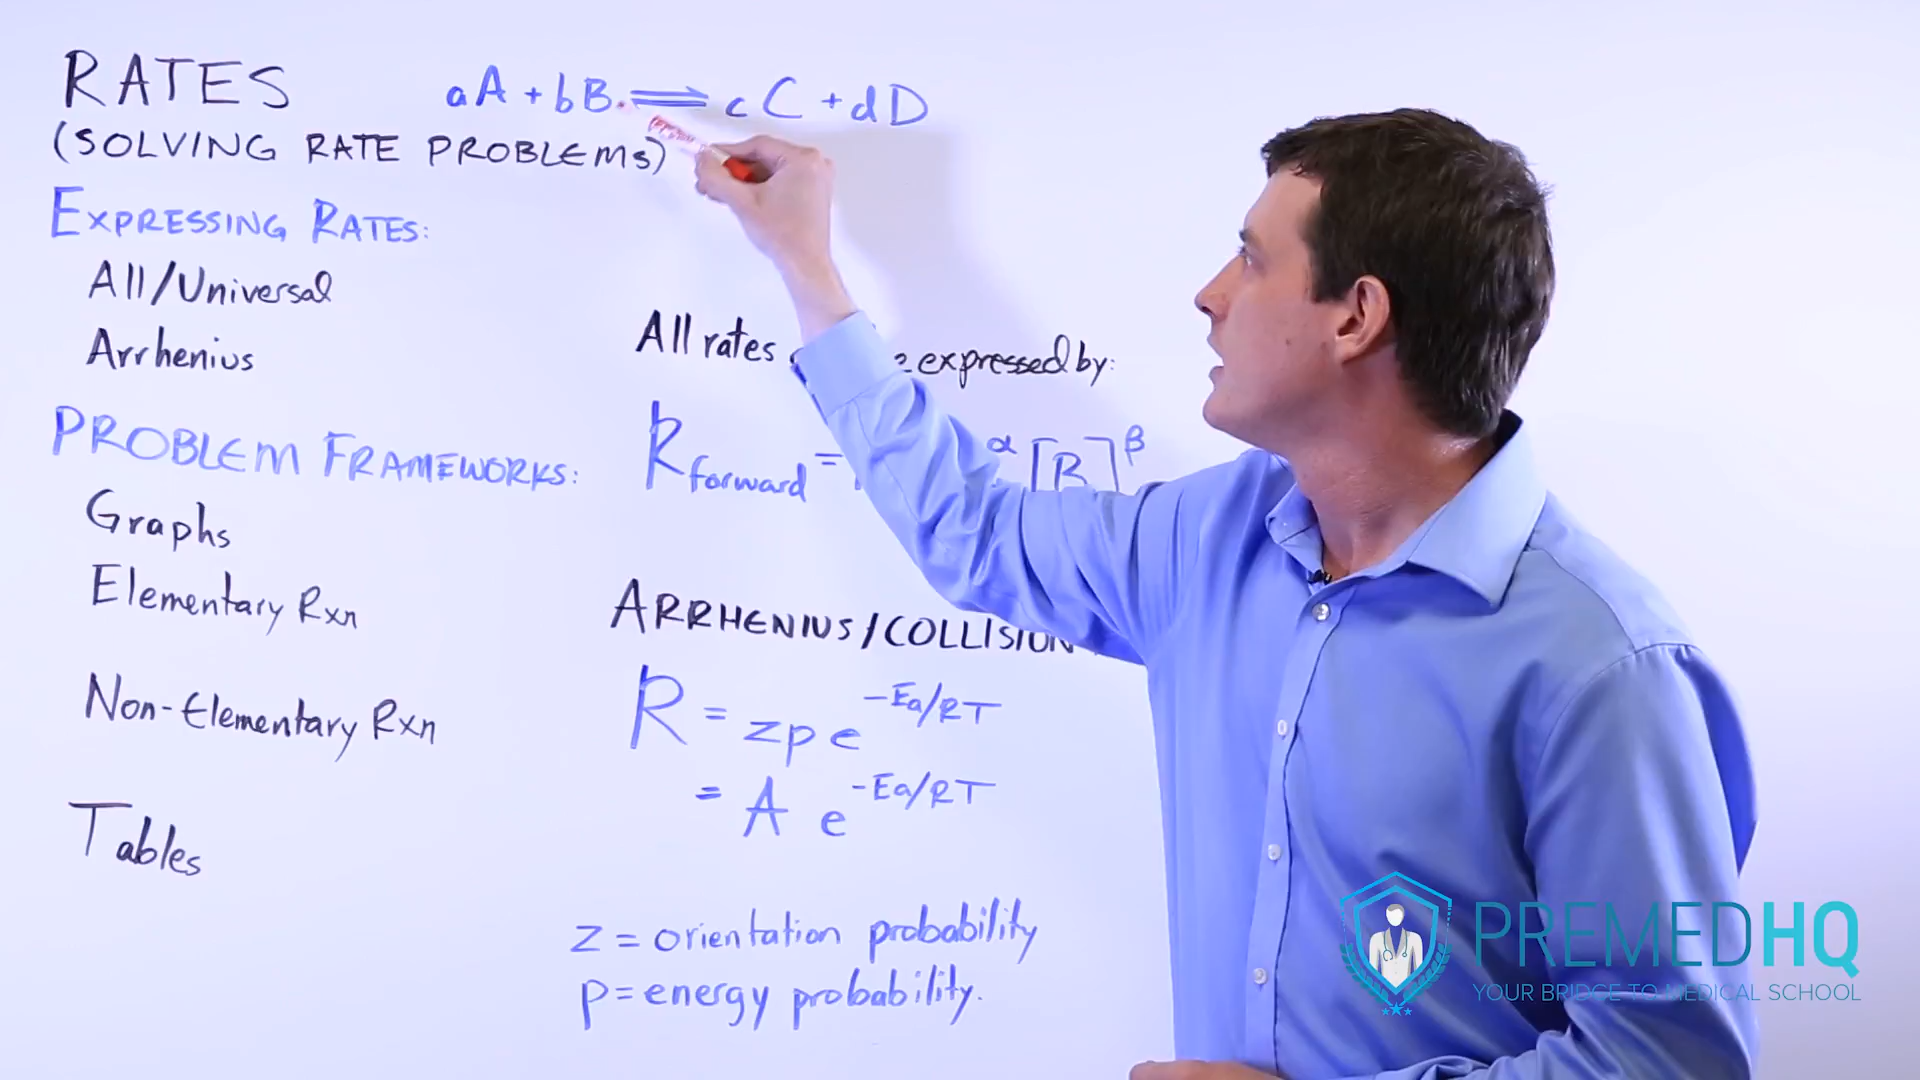 RATES
aA + bB ⇌ cC + dD
(SOLVING RATE PROBLEMS)
EXPRESSING RATES:
All/Universal
Arrhenius
All rates expressed by:
R forward = [B]^β
α
PROBLEM FRAMEWORKS:
Graphs
Elementary Rxn
Non-Elementary Rxn
Tables
ARRHENIUS/COLLISION
R = zpe^-Ea/RT
= A e^-Ea/RT
z = orientation probability
p = energy probability.
PREMEDHQ
YOUR BRIDGE TO MEDICAL SCHOOL